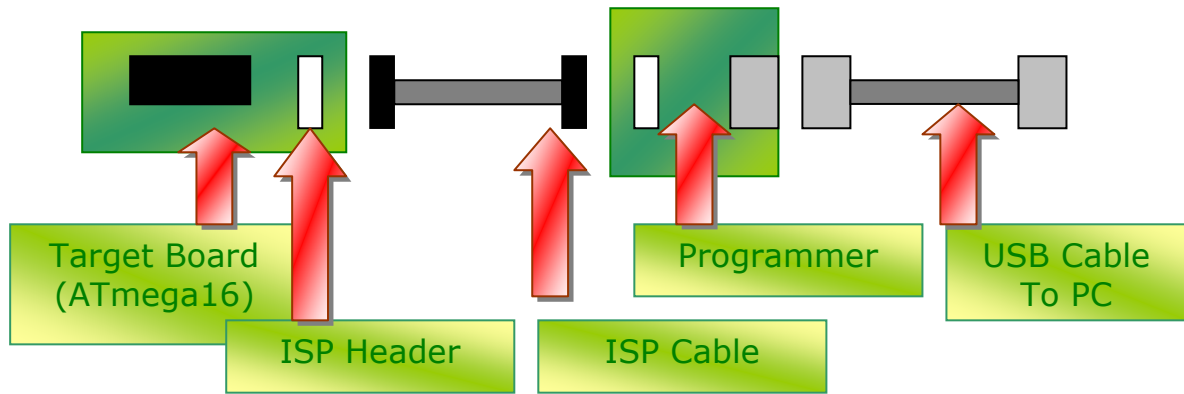 Target Board
(ATmega16)
ISP Header
ISP Cable
Programmer
USB Cable
To PC